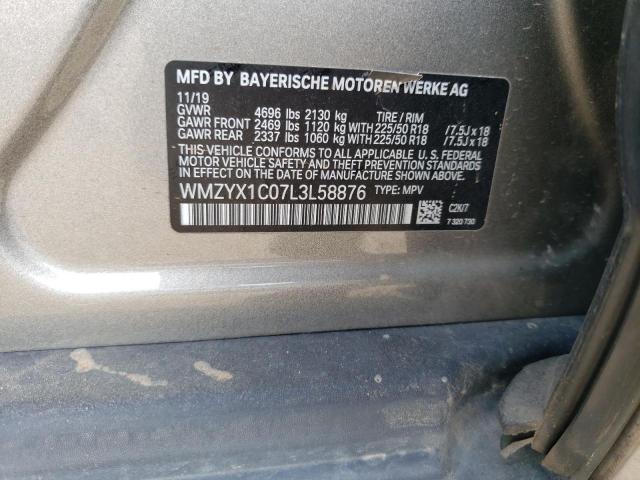 MFD BY BAYERISCHE MOTOREN WERKE AG
11/19
GVWR 4696 lbs 2130 kg TIRE / RIM
GAWR FRONT 2469 lbs 1120 kg WITH 225/50 R18 /7.5J x 18
GAWR REAR 2337 lbs 1060 kg WITH 225/50 R18 /7.5J x 18
THIS VEHICLE CONFORMS TO ALL APPLICABLE U.S. FEDERAL
MOTOR VEHICLE SAFETY AND THEFT PREVENTION STANDARDS
IN EFFECT ON THE DATE OF MANUFACTURE SHOWN ABOVE.
WMZYX1C07L3L58876 TYPE: MPV
C2K/7
7 320 730